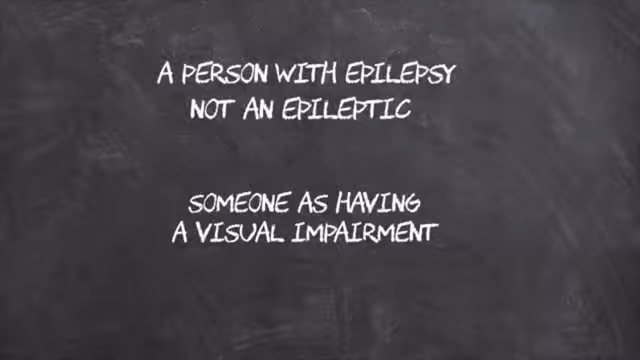 A PERSON WITH EPILEPSY
NOT AN EPILEPTIC
SOMEONE AS HAVING
A VISUAL IMPAIRMENT